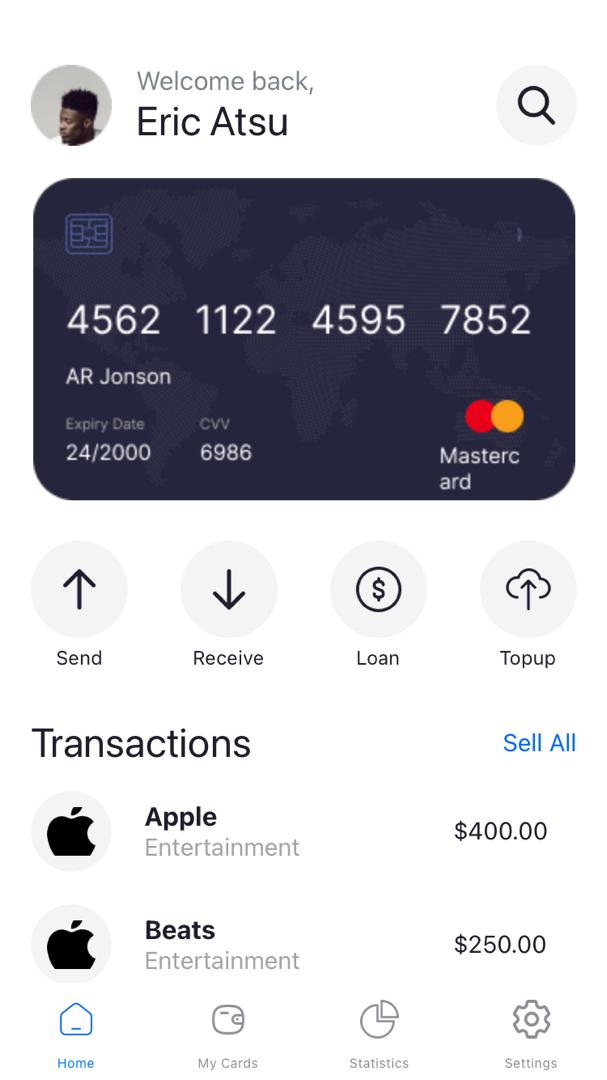 Welcome back,
Eric Atsu
4562 1122 4595 7852
AR Jonson
Expiry Date CVV
24/2000 6986
Masterc
ard
Send Receive Loan Topup
Transactions Sell All
Apple
Entertainment
$400.00
Beats
Entertainment
$250.00
Home My Cards Statistics Settings